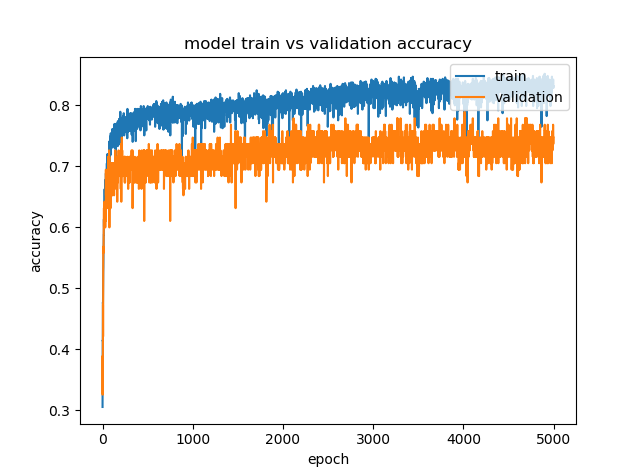 model train vs validation accuracy
train
validation
0.8
0.7
0.6
0.5
0.4
0.3
accuracy
0 1000 2000 3000 4000 5000
epoch